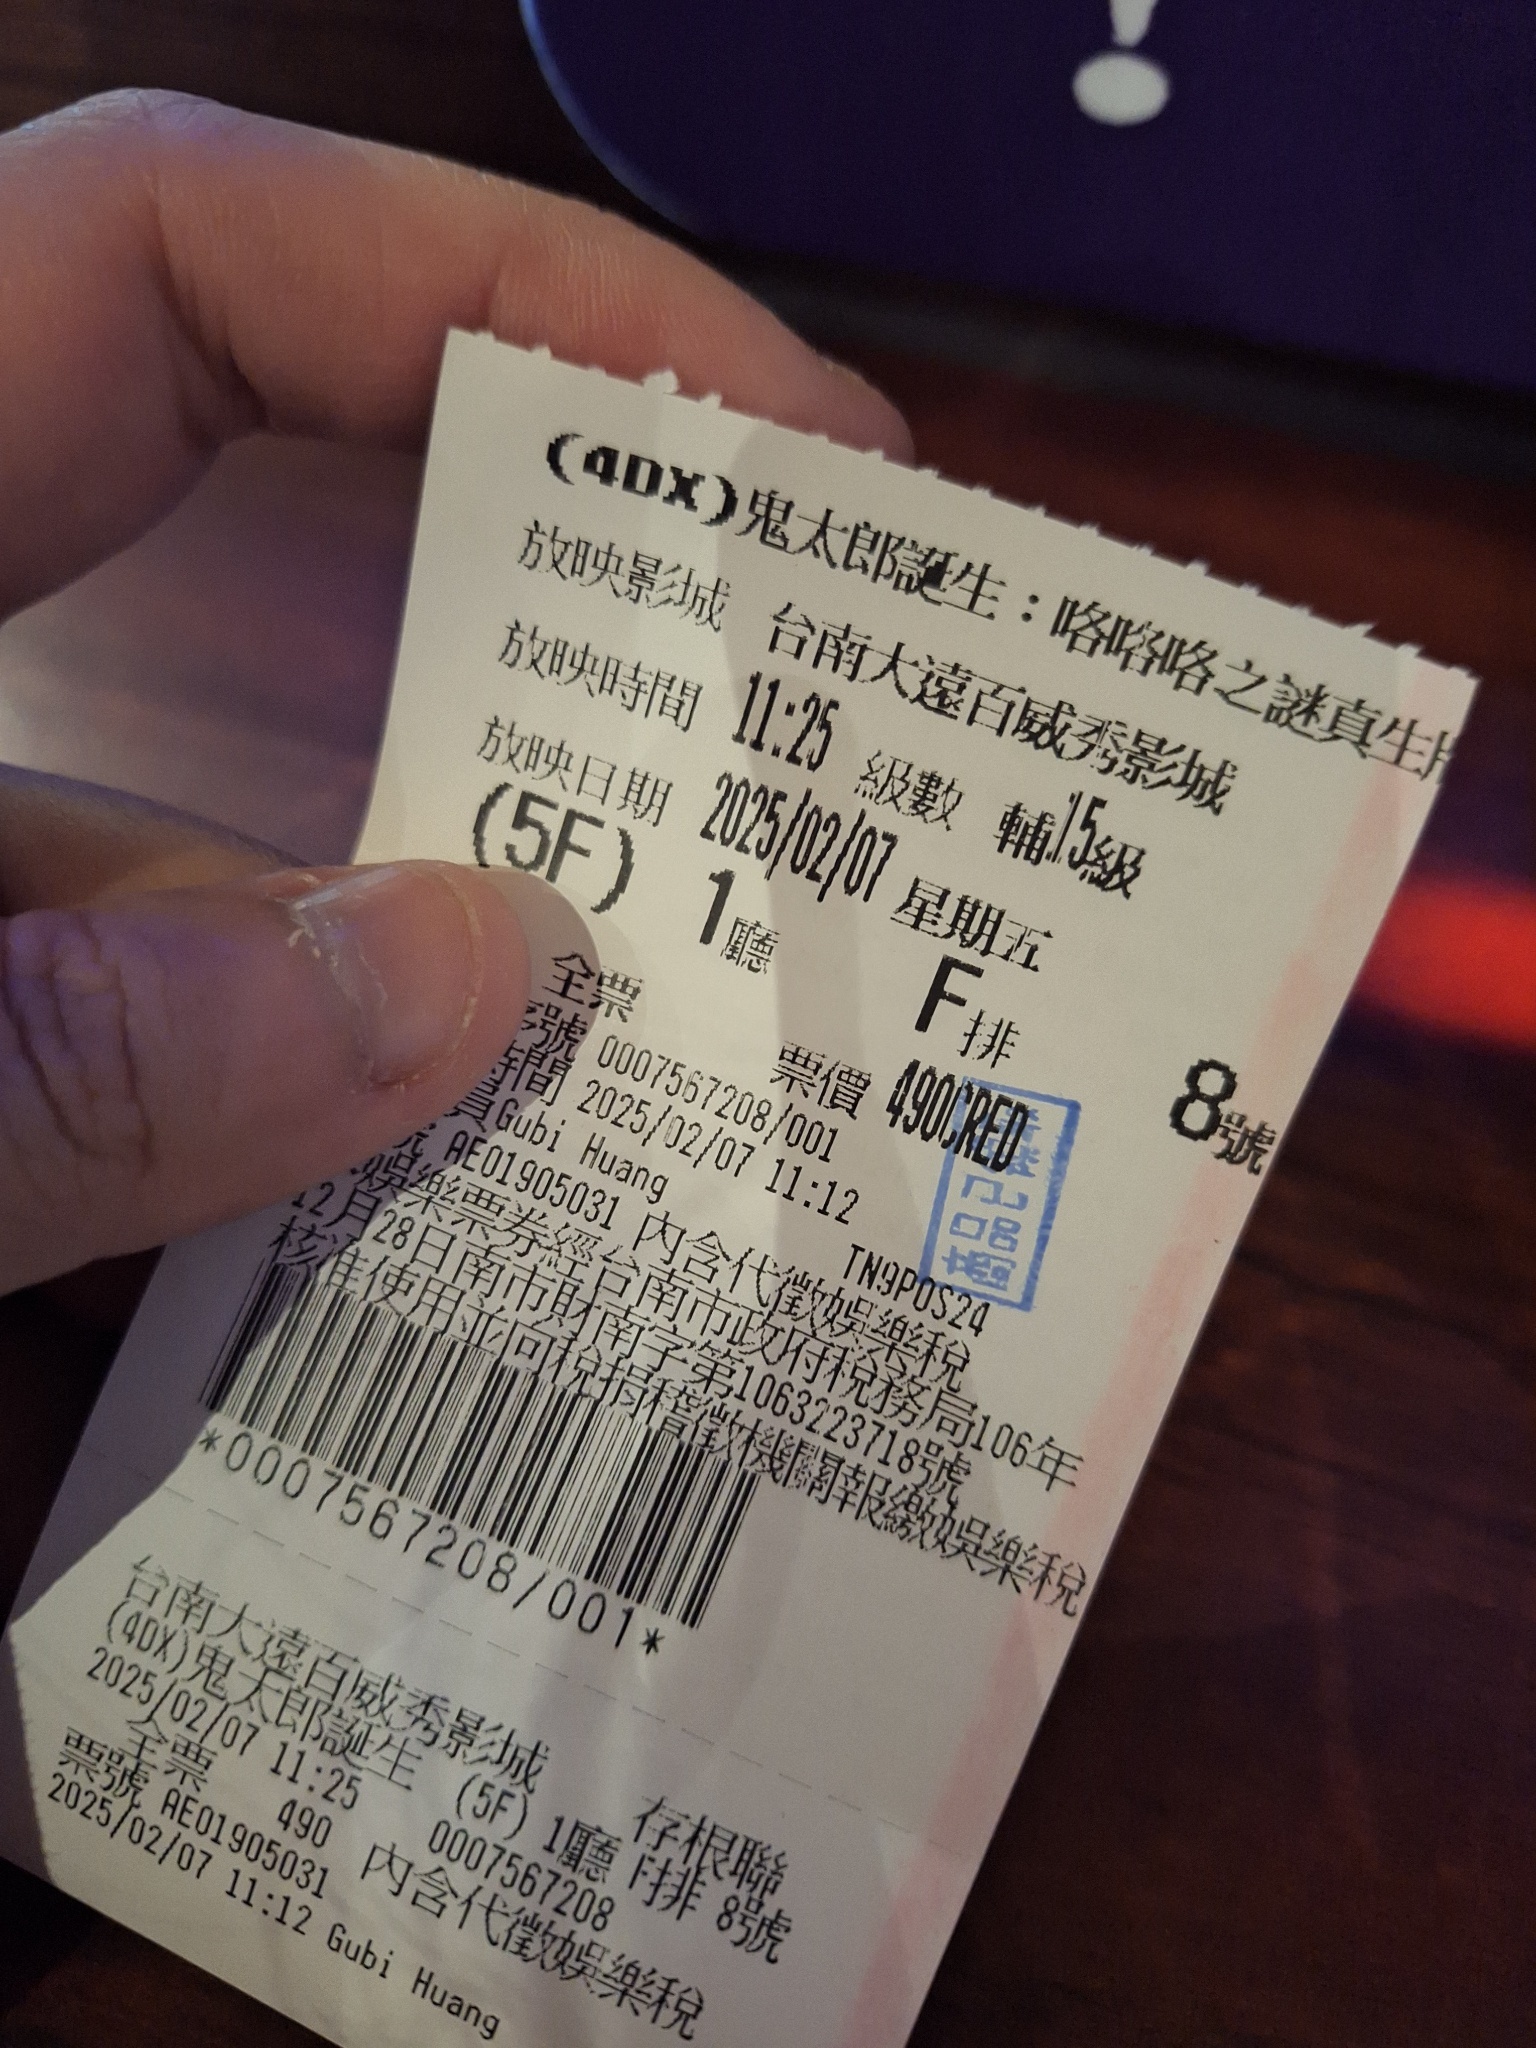 (4DX)鬼太郎誕生:咯咯咯之謎真生
放映影城 台南大遠百威秀影城
放映時間 11:25 級數 輔15級
放映日期 2025/02/07 星期五
(5F) 1廳 F排 8號
全票 票價 490CRED
號 0007567208/001
時間 2025/02/07 11:12
員Gubi Huang TN9POS24
號 AE01905031 內含代徵娛樂稅
娛樂票券經台南市政府稅務局106年
12月28日南市財南字第1063223718號
核准使用並向稅捐稽徵機關報繳娛樂稅
*0007567208/001*
台南大遠百威秀影城 存根聯
(4DX)鬼太郎誕生 (5F) 1廳 F排 8號
2025/02/07 11:25 0007567208
全票 490 內含代徵娛樂稅
票號 AE01905031
2025/02/07 11:12 Gubi Huang